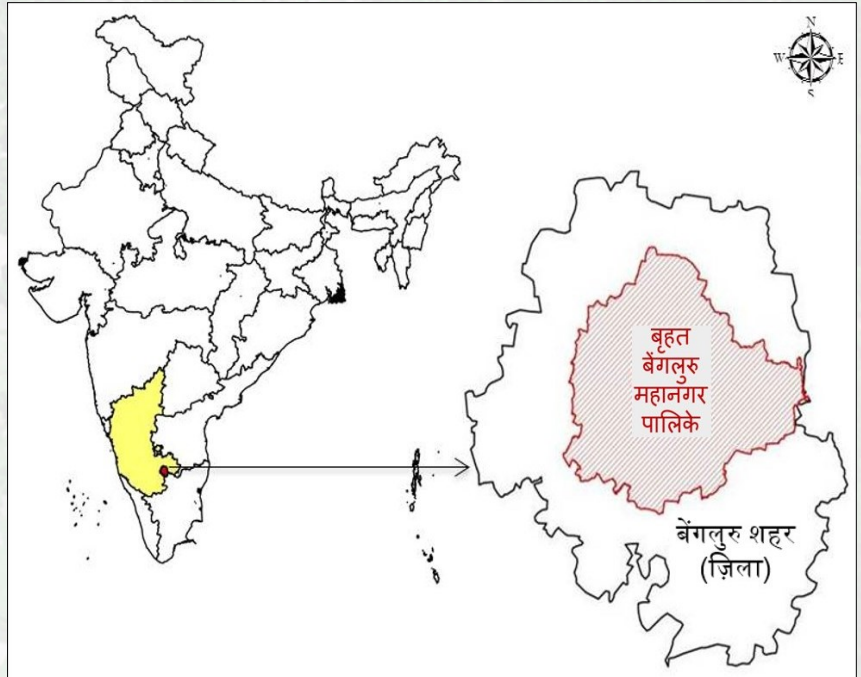 N
W
E
S
बृहत
बेंगलुरु
महानगर
पालिके
बेंगलुरु शहर
(ज़िला)